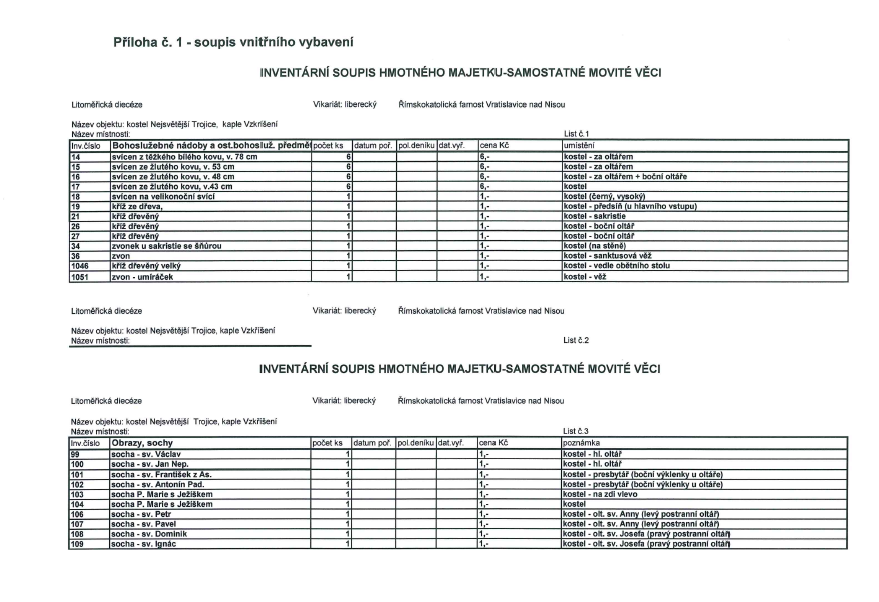 Příloha č. 1 - soupis vnitřního vybavení
INVENTÁRNÍ SOUPIS HMOTNÉHO MAJETKU-SAMOSTATNÉ MOVITÉ VĚCI
Litoměřická diecéze Vikariát: liberecký Římskokatolická farnost Vratislavice nad Nisou
Název objektu: kostel Nejsvětější Trojice, kaple Vzkříšení
Název místnosti: List č.1
Inv.číslo Bohoslužebné nádoby a ost.bohosluž. předmět počet ks datum poř. pol.deníku dat.vyř. cena Kč umístění
14 svícen z těžkého bílého kovu, v. 78 cm 6 6,- kostel - za oltářem
15 svícen ze žlutého kovu, v. 53 cm 6 6,- kostel - za oltářem
16 svícen ze žlutého kovu, v. 48 cm 6 6,- kostel - za oltářem + boční oltáře
17 svícen ze žlutého kovu, v.43 cm 6 6,- kostel
18 svícen na velikonoční svíci 1 1,- kostel (černý, vysoký)
19 kříž ze dřeva, 1 1,- kostel - předsíň (u hlavního vstupu)
21 kříž dřevěný 1 1,- kostel - sakristie
26 kříž dřevěný 1 1,- kostel - boční oltář
27 kříž dřevěný 1 1,- kostel - boční oltář
34 zvonek u sakristie se šňůrou 1 1,- kostel (na stěně)
36 zvon 1 1,- kostel - sanktusová věž
1046 kříž dřevěný velký 1 1,- kostel - vedle obětního stolu
1051 zvon - umíráček 1 1,- kostel - věž
Litoměřická diecéze Vikariát: liberecký Římskokatolická farnost Vratislavice nad Nisou
Název objektu: kostel Nejsvětější Trojice, kaple Vzkříšení
Název místnosti: List č.2
INVENTÁRNÍ SOUPIS HMOTNÉHO MAJETKU-SAMOSTATNÉ MOVITÉ VĚCI
Litoměřická diecéze Vikariát: liberecký Římskokatolická farnost Vratislavice nad Nisou
Název objektu: kostel Nejsvětější Trojice, kaple Vzkříšení
Název místnosti: List č.3
Inv.číslo Obrazy, sochy počet ks datum poř. pol.deníku dat.vyř. cena Kč poznámka
99 socha - sv. Václav 1 1,- kostel - hl. oltář
100 socha - sv. Jan Nep. 1 1,- kostel - hl. oltář
101 socha - sv. František z As. 1 1,- kostel - presbytář (boční výklenky u oltáře)
102 socha - sv. Antonín Pad. 1 1,- kostel - presbytář (boční výklenky u oltáře)
103 socha P. Marie s Ježíškem 1 1,- kostel - na zdi vlevo
104 socha P. Marie s Ježíškem 1 1,- kostel
106 socha - sv. Petr 1 1,- kostel - olt. sv. Anny (levý postranní oltář)
107 socha - sv. Pavel 1 1,- kostel - olt. sv. Anny (levý postranní oltář)
108 socha - sv. Dominik 1 1,- kostel - olt. sv. Josefa (pravý postranní oltář)
109 socha - sv. Ignác 1 1,- kostel - olt. sv. Josefa (pravý postranní oltář)